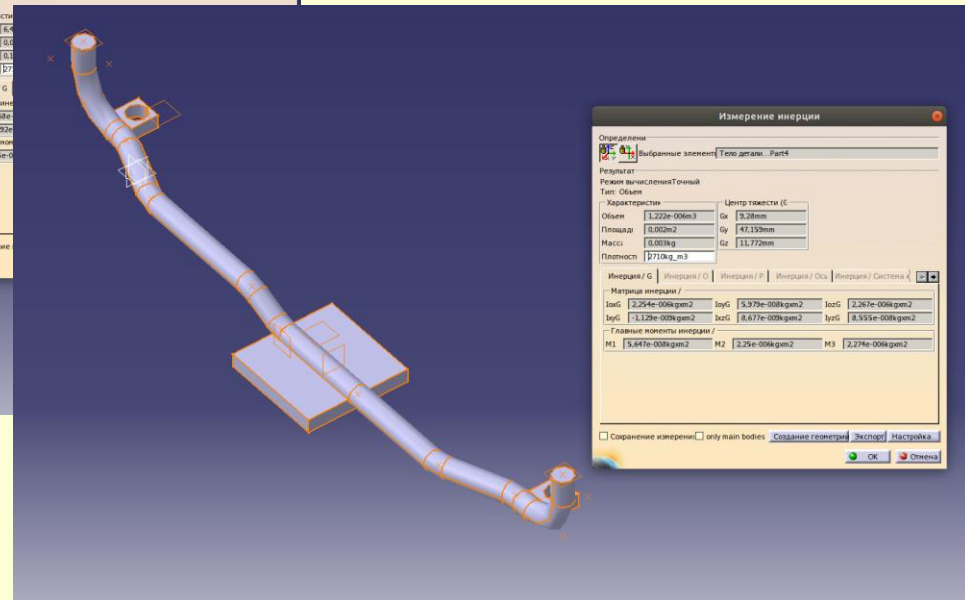 Измерение инерции
Определени
Выбранные элемент Тело детали...Part4
Результат
Режим вычисленияТочный
Тип: Объем
Характеристик
Объем 1,222e-006m3
Площад 0,002m2
Масса 0,003kg
Плотност 2710kg_m3
Центр тяжести (G
Gx 9,28mm
Gy 47,159mm
Gz 11,772mm
Инерция / G Инерция / O Инерция / P Инерция / Ось Инерция / Система к
Матрица инерции /
IoxG 2,254e-006kgxm2 IoyG 5,979e-008kgxm2 IozG 2,267e-006kgxm2
IxyG -1,129e-009kgxm2 IxzG 8,677e-009kgxm2 IyzG 8,555e-008kgxm2
Главные моменты инерции /
M1 5,647e-008kgxm2 M2 2,25e-006kgxm2 M3 2,274e-006kgxm2
Сохранение измерени only main bodies Создание геометрии Экспорт Настройка...
OK Отмена